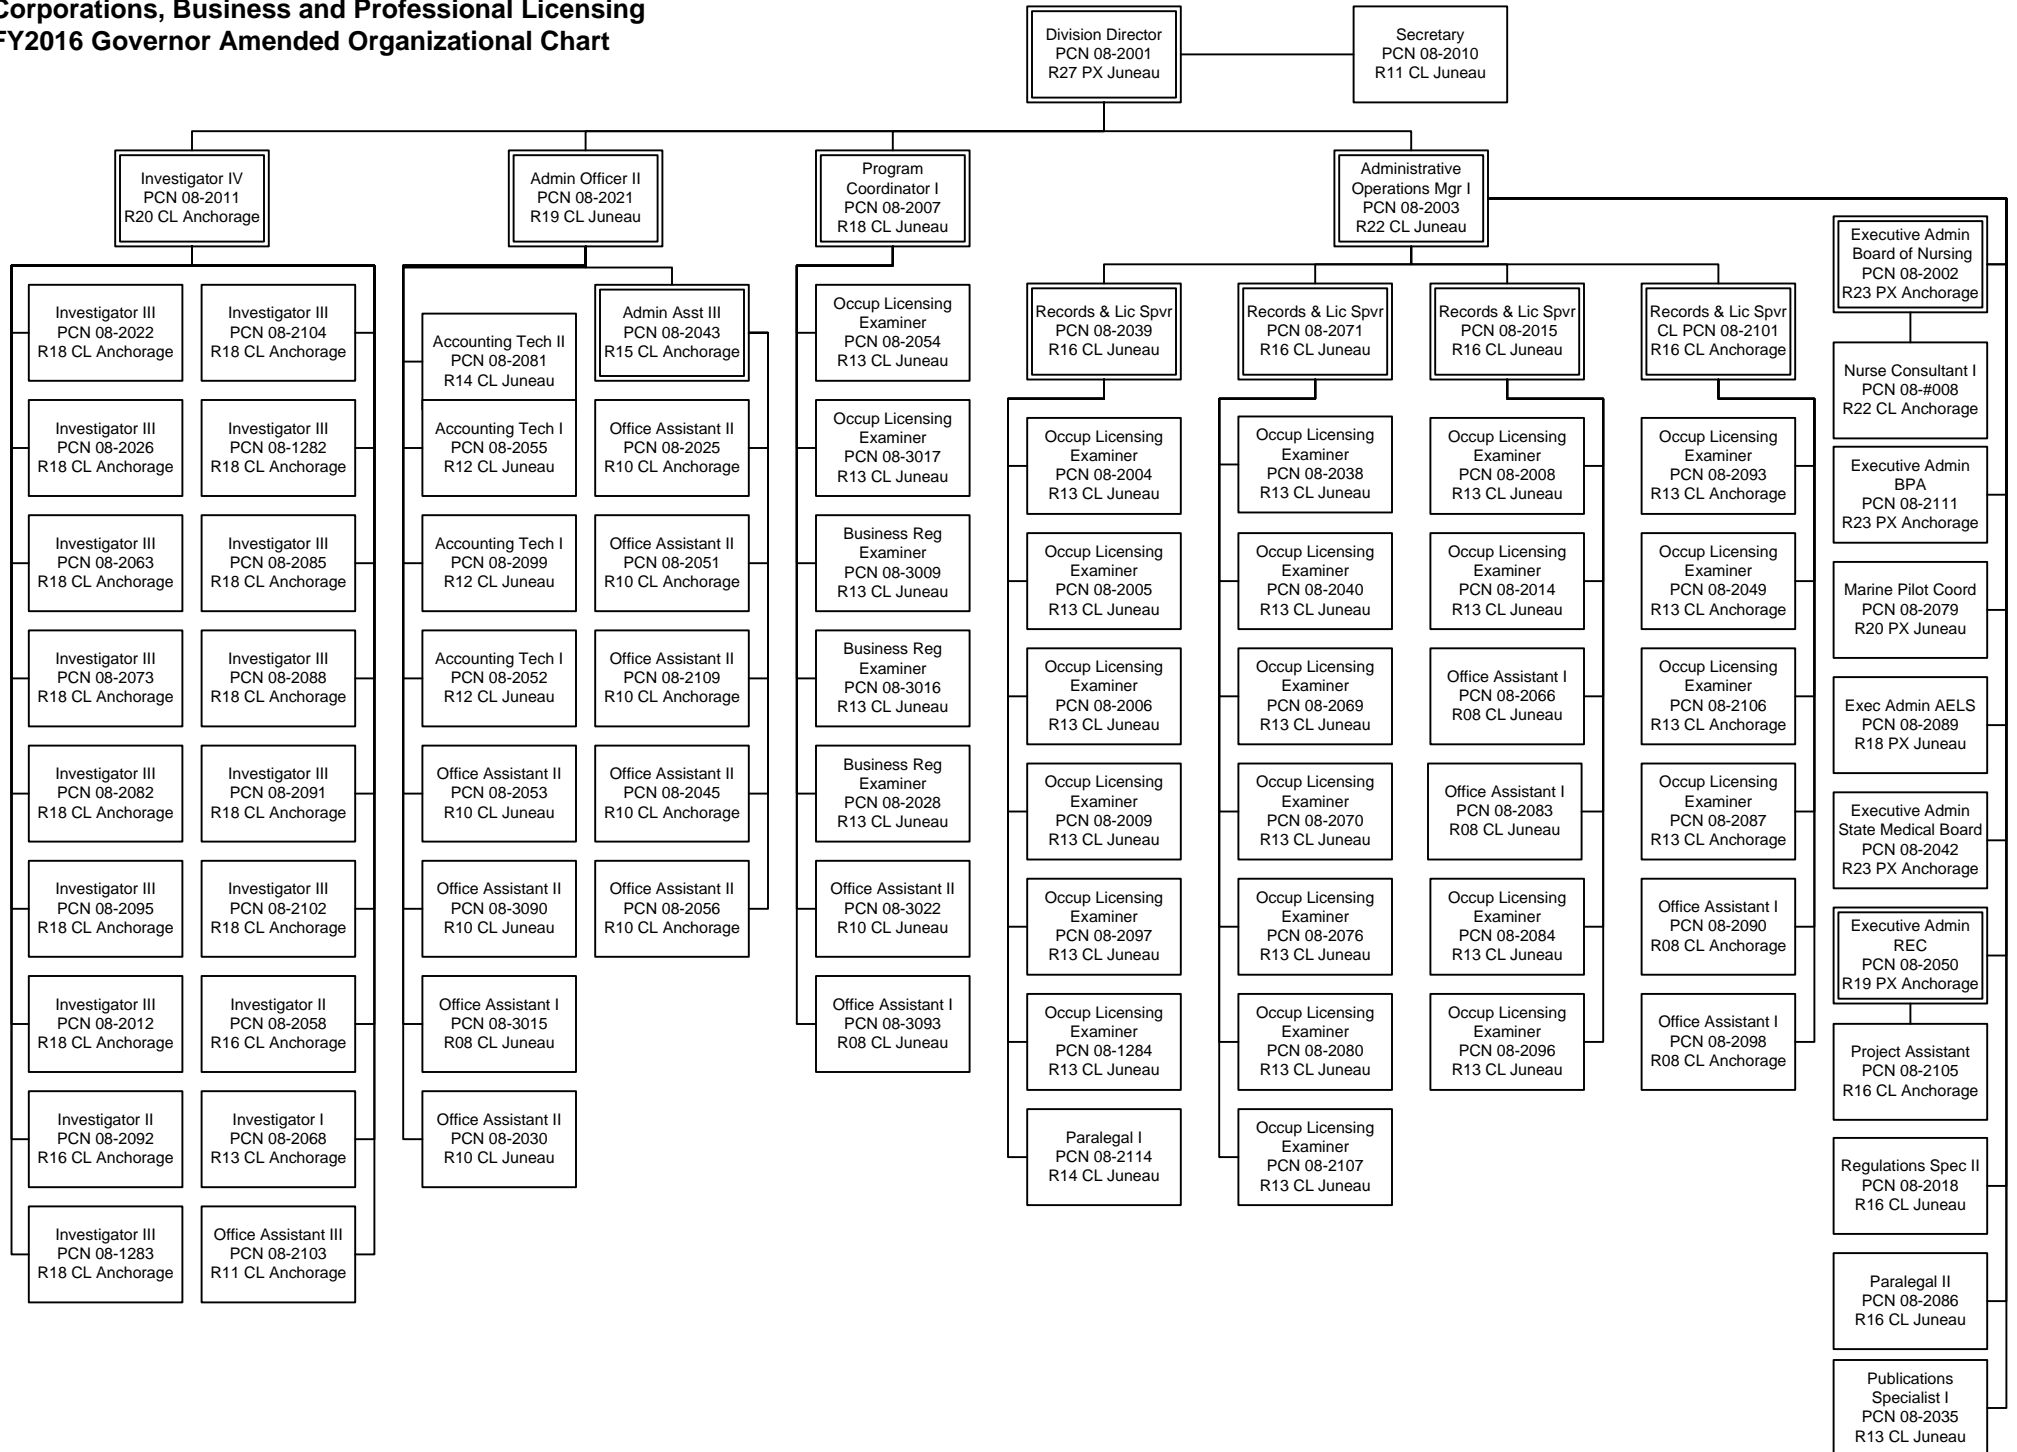 Corporations, Business and Professional Licensing
FY2016 Governor Amended Organizational Chart
Division Director
PCN 08-2001
R27 PX Juneau
Secretary
PCN 08-2010
R11 CL Juneau
Investigator IV
PCN 08-2011
R20 CL Anchorage
Admin Officer II
PCN 08-2021
R19 CL Juneau
Program
Coordinator I
PCN 08-2007
R18 CL Juneau
Administrative
Operations Mgr I
PCN 08-2003
R22 CL Juneau
Investigator III
PCN 08-2022
R18 CL Anchorage
Investigator III
PCN 08-2026
R18 CL Anchorage
Investigator III
PCN 08-2063
R18 CL Anchorage
Investigator III
PCN 08-2073
R18 CL Anchorage
Investigator III
PCN 08-2082
R18 CL Anchorage
Investigator III
PCN 08-2095
R18 CL Anchorage
Investigator III
PCN 08-2012
R18 CL Anchorage
Investigator II
PCN 08-2092
R16 CL Anchorage
Investigator III
PCN 08-1283
R18 CL Anchorage
Investigator III
PCN 08-2104
R18 CL Anchorage
Investigator III
PCN 08-1282
R18 CL Anchorage
Investigator III
PCN 08-2085
R18 CL Anchorage
Investigator III
PCN 08-2088
R18 CL Anchorage
Investigator III
PCN 08-2091
R18 CL Anchorage
Investigator III
PCN 08-2102
R18 CL Anchorage
Investigator II
PCN 08-2058
R16 CL Anchorage
Investigator I
PCN 08-2068
R13 CL Anchorage
Office Assistant III
PCN 08-2103
R11 CL Anchorage
Accounting Tech II
PCN 08-2081
R14 CL Juneau
Accounting Tech I
PCN 08-2055
R12 CL Juneau
Accounting Tech I
PCN 08-2099
R12 CL Juneau
Accounting Tech I
PCN 08-2052
R12 CL Juneau
Office Assistant II
PCN 08-2053
R10 CL Juneau
Office Assistant II
PCN 08-3090
R10 CL Juneau
Office Assistant I
PCN 08-3015
R08 CL Juneau
Office Assistant II
PCN 08-2030
R10 CL Juneau
Admin Asst III
PCN 08-2043
R15 CL Anchorage
Office Assistant II
PCN 08-2025
R10 CL Anchorage
Office Assistant II
PCN 08-2051
R10 CL Anchorage
Office Assistant II
PCN 08-2109
R10 CL Anchorage
Office Assistant II
PCN 08-2045
R10 CL Anchorage
Office Assistant II
PCN 08-2056
R10 CL Anchorage
Occup Licensing
Examiner
PCN 08-2054
R13 CL Juneau
Occup Licensing
Examiner
PCN 08-3017
R13 CL Juneau
Business Reg
Examiner
PCN 08-3009
R13 CL Juneau
Business Reg
Examiner
PCN 08-3016
R13 CL Juneau
Business Reg
Examiner
PCN 08-2028
R13 CL Juneau
Office Assistant II
PCN 08-3022
R10 CL Juneau
Office Assistant I
PCN 08-3093
R08 CL Juneau
Records & Lic Spvr
PCN 08-2039
R16 CL Juneau
Occup Licensing
Examiner
PCN 08-2004
R13 CL Juneau
Occup Licensing
Examiner
PCN 08-2005
R13 CL Juneau
Occup Licensing
Examiner
PCN 08-2006
R13 CL Juneau
Occup Licensing
Examiner
PCN 08-2009
R13 CL Juneau
Occup Licensing
Examiner
PCN 08-2097
R13 CL Juneau
Occup Licensing
Examiner
PCN 08-1284
R13 CL Juneau
Paralegal I
PCN 08-2114
R14 CL Juneau
Records & Lic Spvr
PCN 08-2071
R16 CL Juneau
Occup Licensing
Examiner
PCN 08-2038
R13 CL Juneau
Occup Licensing
Examiner
PCN 08-2040
R13 CL Juneau
Occup Licensing
Examiner
PCN 08-2069
R13 CL Juneau
Occup Licensing
Examiner
PCN 08-2070
R13 CL Juneau
Occup Licensing
Examiner
PCN 08-2076
R13 CL Juneau
Occup Licensing
Examiner
PCN 08-2080
R13 CL Juneau
Occup Licensing
Examiner
PCN 08-2107
R13 CL Juneau
Records & Lic Spvr
PCN 08-2015
R16 CL Juneau
Occup Licensing
Examiner
PCN 08-2008
R13 CL Juneau
Occup Licensing
Examiner
PCN 08-2014
R13 CL Juneau
Office Assistant I
PCN 08-2066
R08 CL Juneau
Office Assistant I
PCN 08-2083
R08 CL Juneau
Occup Licensing
Examiner
PCN 08-2084
R13 CL Juneau
Occup Licensing
Examiner
PCN 08-2096
R13 CL Juneau
Records & Lic Spvr
CL PCN 08-2101
R16 CL Anchorage
Occup Licensing
Examiner
PCN 08-2093
R13 CL Anchorage
Occup Licensing
Examiner
PCN 08-2049
R13 CL Anchorage
Occup Licensing
Examiner
PCN 08-2106
R13 CL Anchorage
Occup Licensing
Examiner
PCN 08-2087
R13 CL Anchorage
Office Assistant I
PCN 08-2090
R08 CL Anchorage
Office Assistant I
PCN 08-2098
R08 CL Anchorage
Executive Admin
Board of Nursing
PCN 08-2002
R23 PX Anchorage
Nurse Consultant I
PCN 08-#008
R22 CL Anchorage
Executive Admin
BPA
PCN 08-2111
R23 PX Anchorage
Marine Pilot Coord
PCN 08-2079
R20 PX Juneau
Exec Admin AELS
PCN 08-2089
R18 PX Juneau
Executive Admin
State Medical Board
PCN 08-2042
R23 PX Anchorage
Executive Admin
REC
PCN 08-2050
R19 PX Anchorage
Project Assistant
PCN 08-2105
R16 CL Anchorage
Regulations Spec II
PCN 08-2018
R16 CL Juneau
Paralegal II
PCN 08-2086
R16 CL Juneau
Publications
Specialist I
PCN 08-2035
R13 CL Juneau